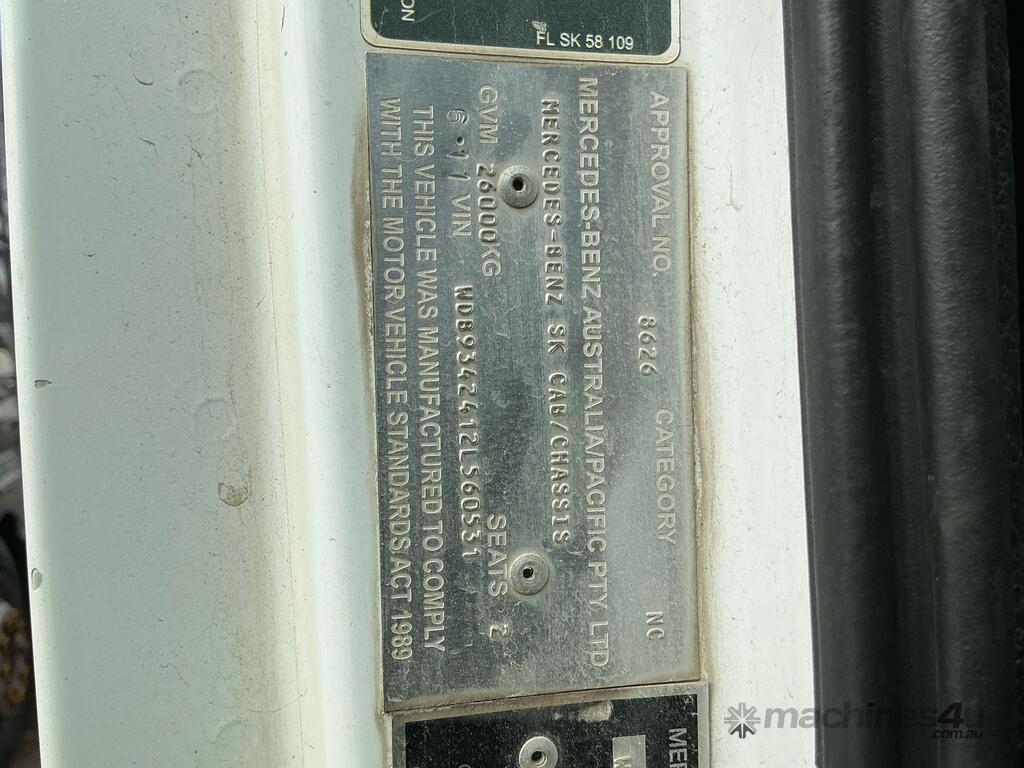 FL SK 58 109
APPROVAL NO. 8626 CATEGORY NC
MERCEDES-BENZ AUSTRALIA/PACIFIC PTY. LTD
MERCEDES-BENZ SK CAB/CHASSIS
GVM 26000KG SEATS 2
VIN WDB9342412L560531
THIS VEHICLE WAS MANUFACTURED TO COMPLY
WITH THE MOTOR VEHICLE STANDARDS ACT 1989
machines4u
.com.au